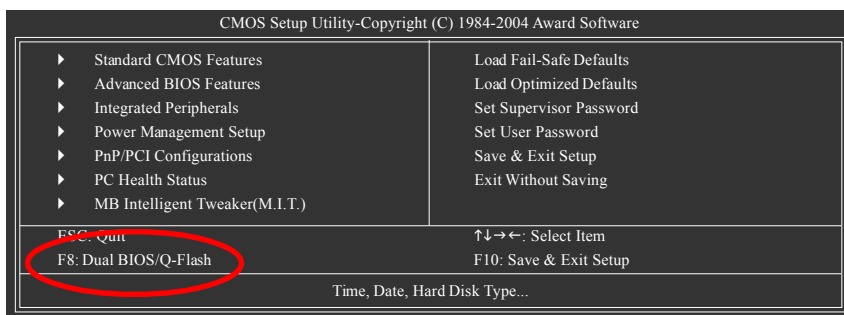 CMOS Setup Utility-Copyright (C) 1984-2004 Award Software
Standard CMOS Features
Advanced BIOS Features
Integrated Peripherals
Power Management Setup
PnP/PCI Configurations
PC Health Status
MB Intelligent Tweaker(M.I.T.)
Load Fail-Safe Defaults
Load Optimized Defaults
Set Supervisor Password
Set User Password
Save & Exit Setup
Exit Without Saving
ESC: Quit
F8: Dual BIOS/Q-Flash
↑↓→←: Select Item
F10: Save & Exit Setup
Time, Date, Hard Disk Type...